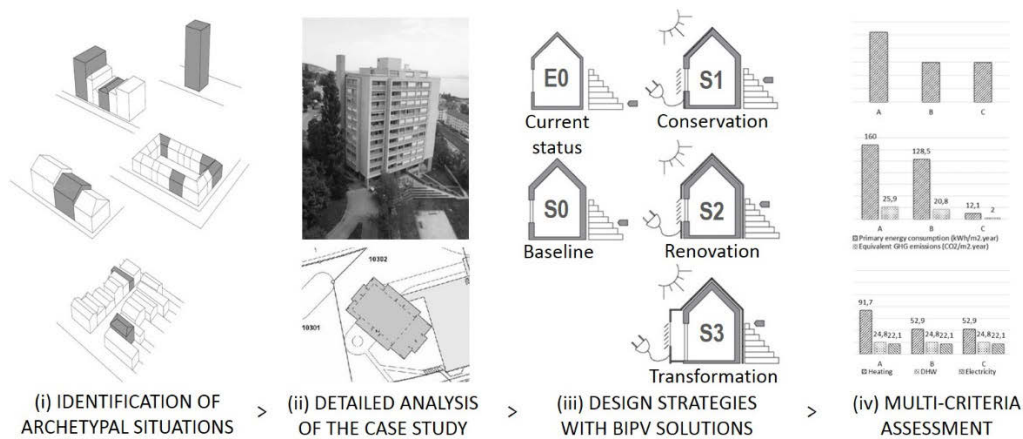 E0
Current
status
S1
Conservation
S0
Baseline
S2
Renovation
S3
Transformation
10302
10301
A B C
160
128,5
25,9 20,8 12,1 2
A B C
Primary energy consumption (kWh/m2.year)
Equivalent GHG emissions (CO2/m2.year)
91,7
52,9 52,9
24,8 22,1 24,8 22,1 24,8 22,1
A B C
Heating DHW Electricity
(i) IDENTIFICATION OF
ARCHETYPAL SITUATIONS
>
(ii) DETAILED ANALYSIS
OF THE CASE STUDY
>
(iii) DESIGN STRATEGIES
WITH BIPV SOLUTIONS
>
(iv) MULTI-CRITERIA
ASSESSMENT